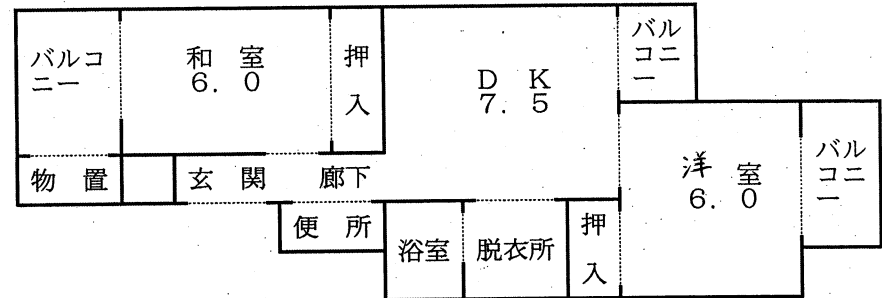 バルコ
ニー
和 室
6.0
押
入
DK
7.5
バル
コニ
ー
物 置
玄 関
廊下
便 所
浴室
脱衣所
押
入
洋 室
6.0
バル
コニ
ー